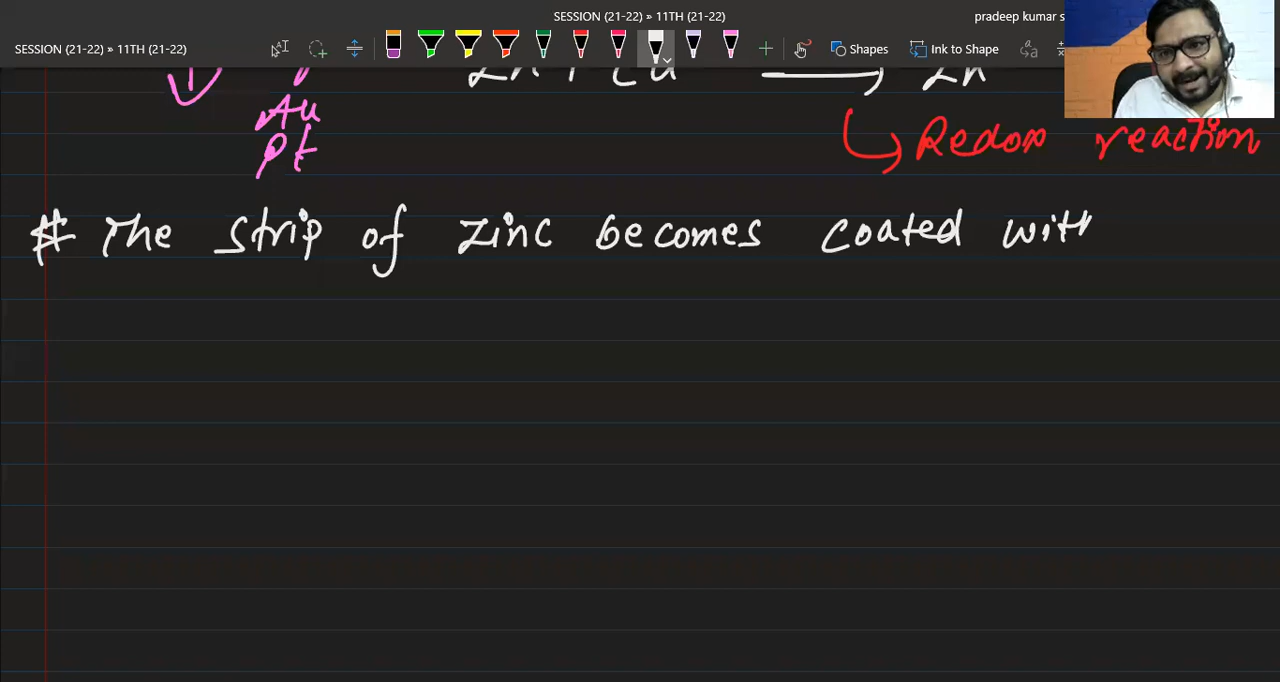 SESSION (21-22) » 11TH (21-22)
pradeep kumar s
SESSION (21-22) » 11TH (21-22)
Shapes
Ink to Shape
Au
Pt
Redox reaction
# The strip of zinc becomes coated with